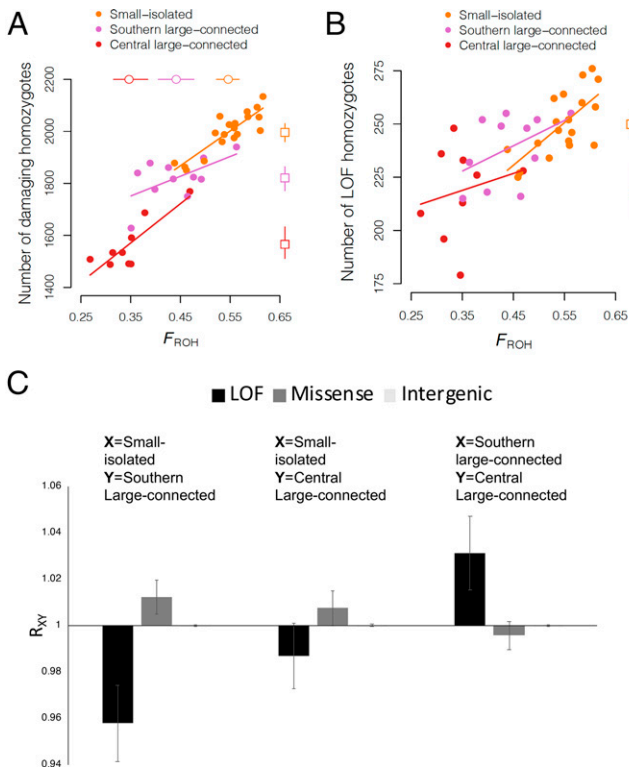 A
Small-isolated
Southern large-connected
Central large-connected
Number of damaging homozygotes
2200
2000
1800
1600
1400
0.25 0.35 0.45 0.55 0.65
FROH
B
Small-isolated
Southern large-connected
Central large-connected
Number of LOF homozygotes
275
250
225
200
175
0.25 0.35 0.45 0.55 0.65
FROH
C
LOF Missense Intergenic
X=Small-
isolated
Y=Southern
Large-connected
X=Small-
isolated
Y=Central
Large-connected
X=Southern
large-connected
Y=Central
Large-connected
RXY
1.06
1.04
1.02
1
0.98
0.96
0.94